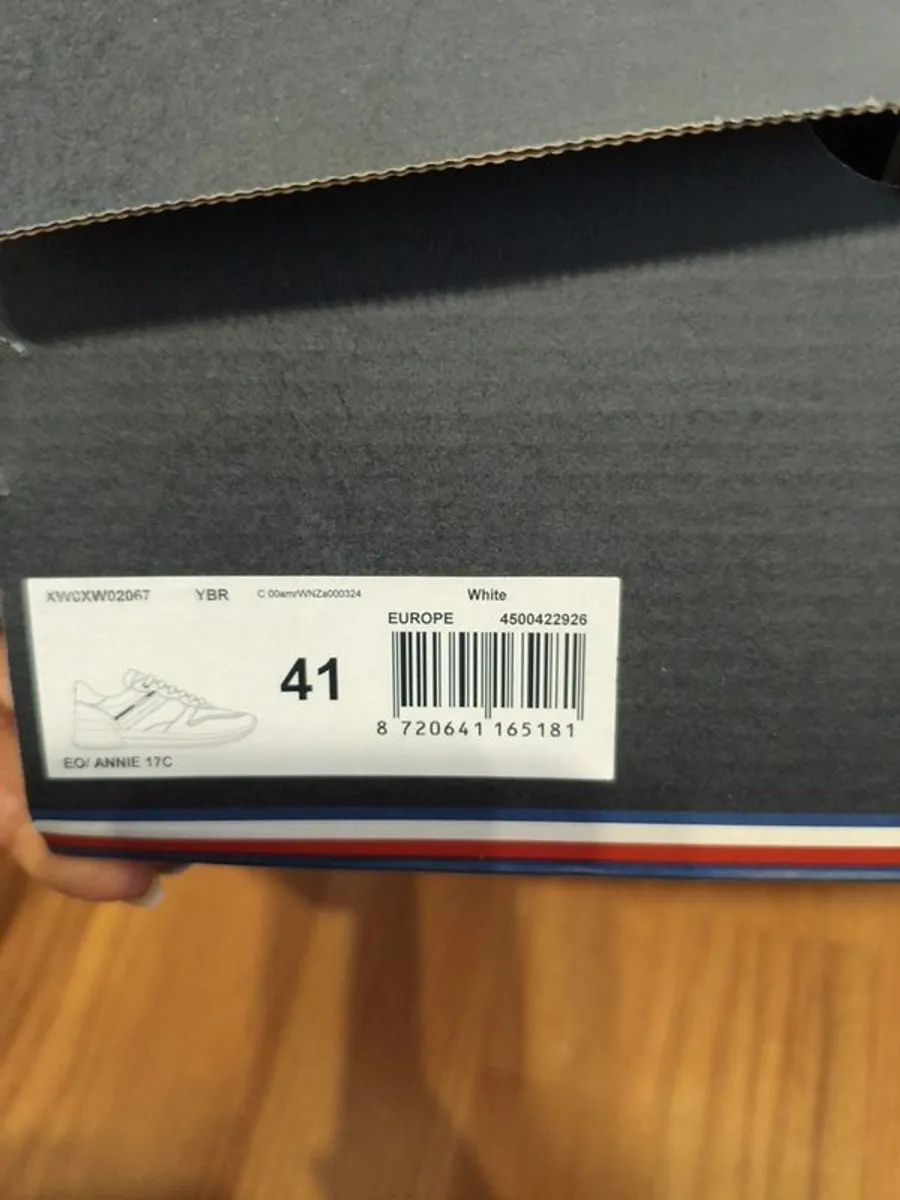 XW0XW02067 YBR C 00amrWNZa000324 White
EUROPE 4500422926
41
8 720641 165181
EO/ ANNIE 17C